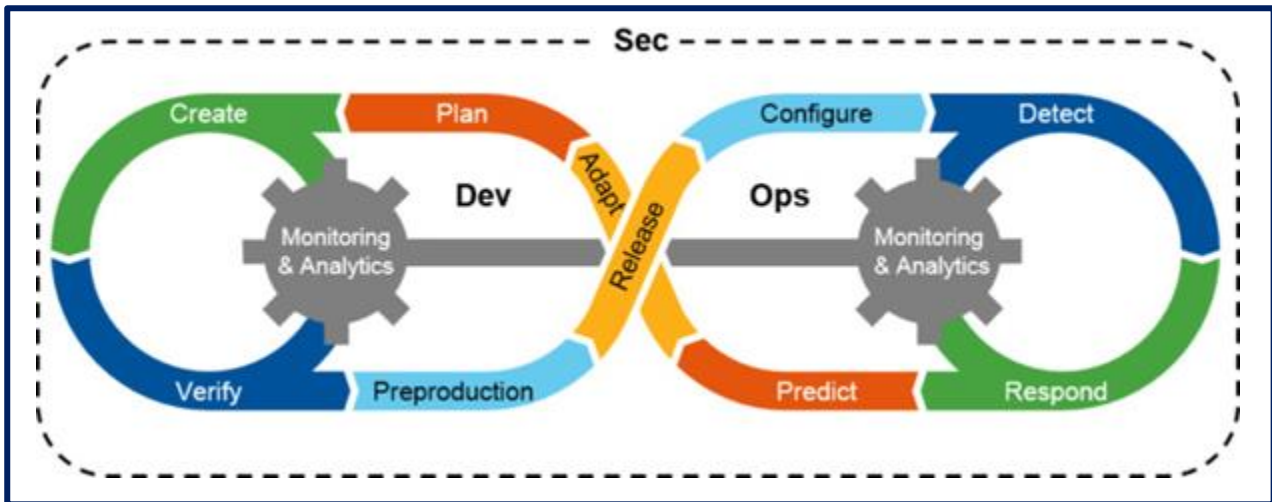 Sec
Create
Plan
Configure
Detect
Adapt
Dev
Ops
Release
Monitoring
& Analytics
Monitoring
& Analytics
Verify
Preproduction
Predict
Respond